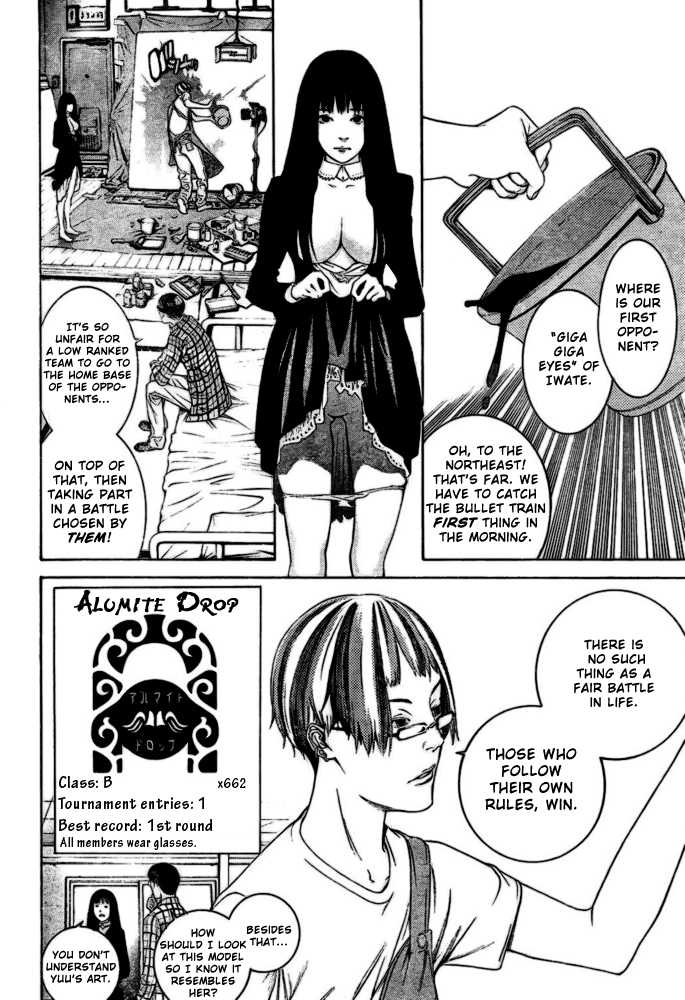 WHERE
IS OUR
FIRST
OPPO-
NENT?
"GIGA
GIGA
EYES" OF
IWATE.
OH, TO THE
NORTHEAST!
THAT'S FAR. WE
HAVE TO CATCH
THE BULLET TRAIN
FIRST THING IN
THE MORNING.
IT'S SO
UNFAIR FOR
A LOW RANKED
TEAM TO GO TO
THE HOME BASE
OF THE OPPO-
NENTS...
ON TOP OF
THAT, THEN
TAKING PART
IN A BATTLE
CHOSEN BY
THEM!
THERE IS
NO SUCH
THING AS A
FAIR BATTLE
IN LIFE.
THOSE WHO
FOLLOW
THEIR OWN
RULES, WIN.
ALUMITE DROP
アルマイト
ドロップ
Class: B x662
Tournament entries: 1
Best record: 1st round
All members wear glasses.
BESIDES
THAT...
HOW
SHOULD I LOOK
AT THIS MODEL
SO I KNOW IT
RESEMBLES
HER?
YOU DON'T
UNDERSTAND
YUU'S ART.